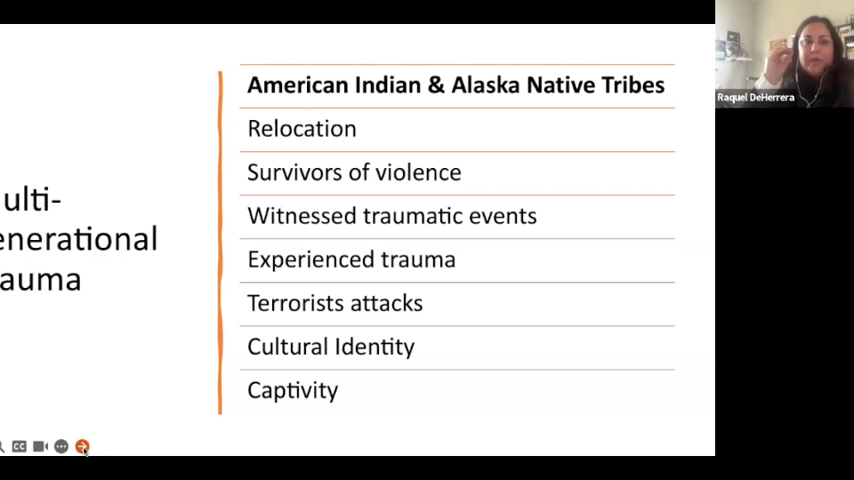 ulti-
enerational
auma
American Indian & Alaska Native Tribes
Relocation
Survivors of violence
Witnessed traumatic events
Experienced trauma
Terrorists attacks
Cultural Identity
Captivity
CC
Raquel DeHerrera